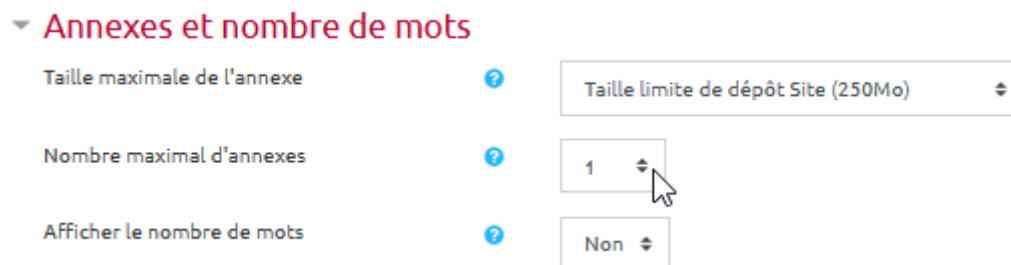 Annexes et nombre de mots
Taille maximale de l'annexe
Taille limite de dépôt Site (250Mo)
Nombre maximal d'annexes
1
Afficher le nombre de mots
Non